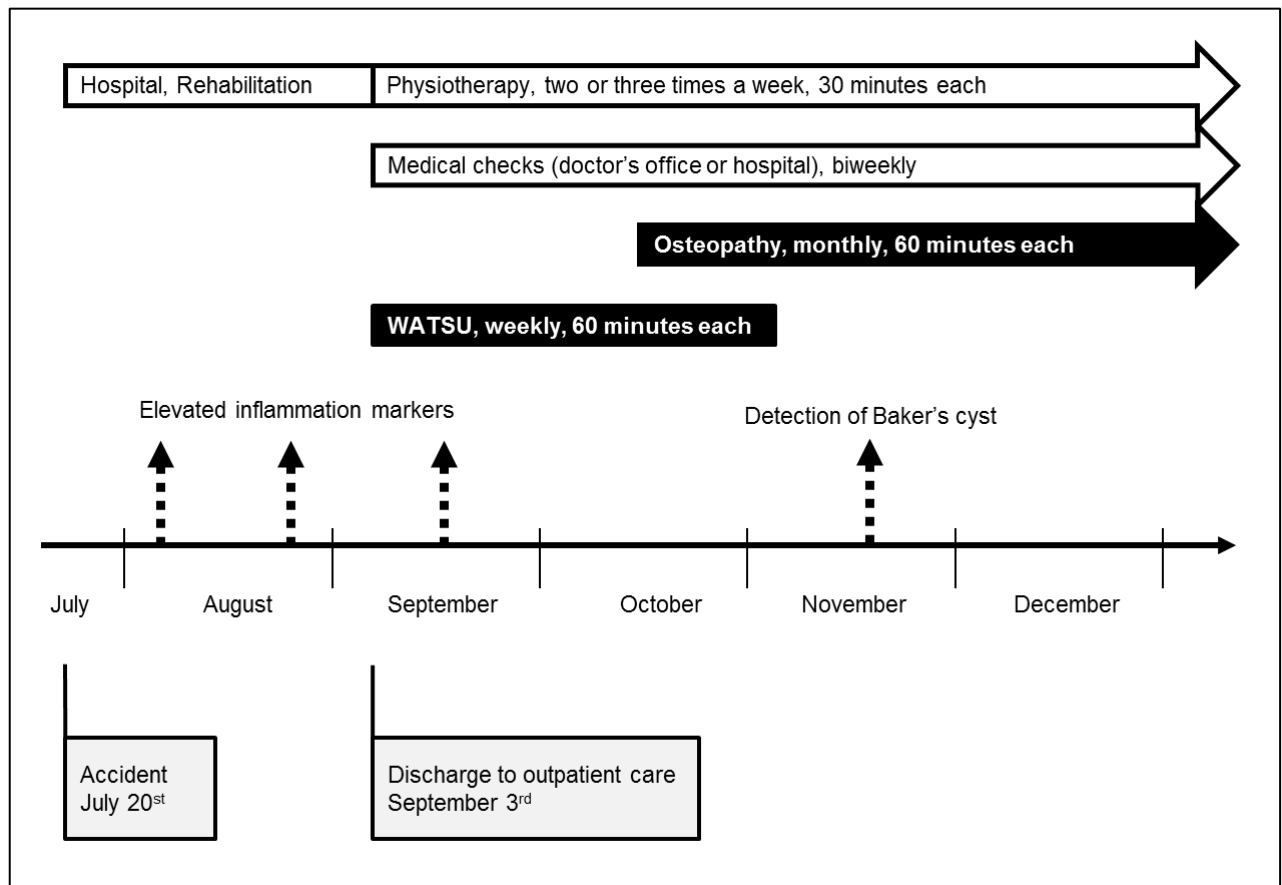 Hospital, Rehabilitation
Physiotherapy, two or three times a week, 30 minutes each
Medical checks (doctor’s office or hospital), biweekly
Osteopathy, monthly, 60 minutes each
WATSU, weekly, 60 minutes each
Elevated inflammation markers
Detection of Baker’s cyst
July
August
September
October
November
December
Accident
July 20st
Discharge to outpatient care
September 3rd